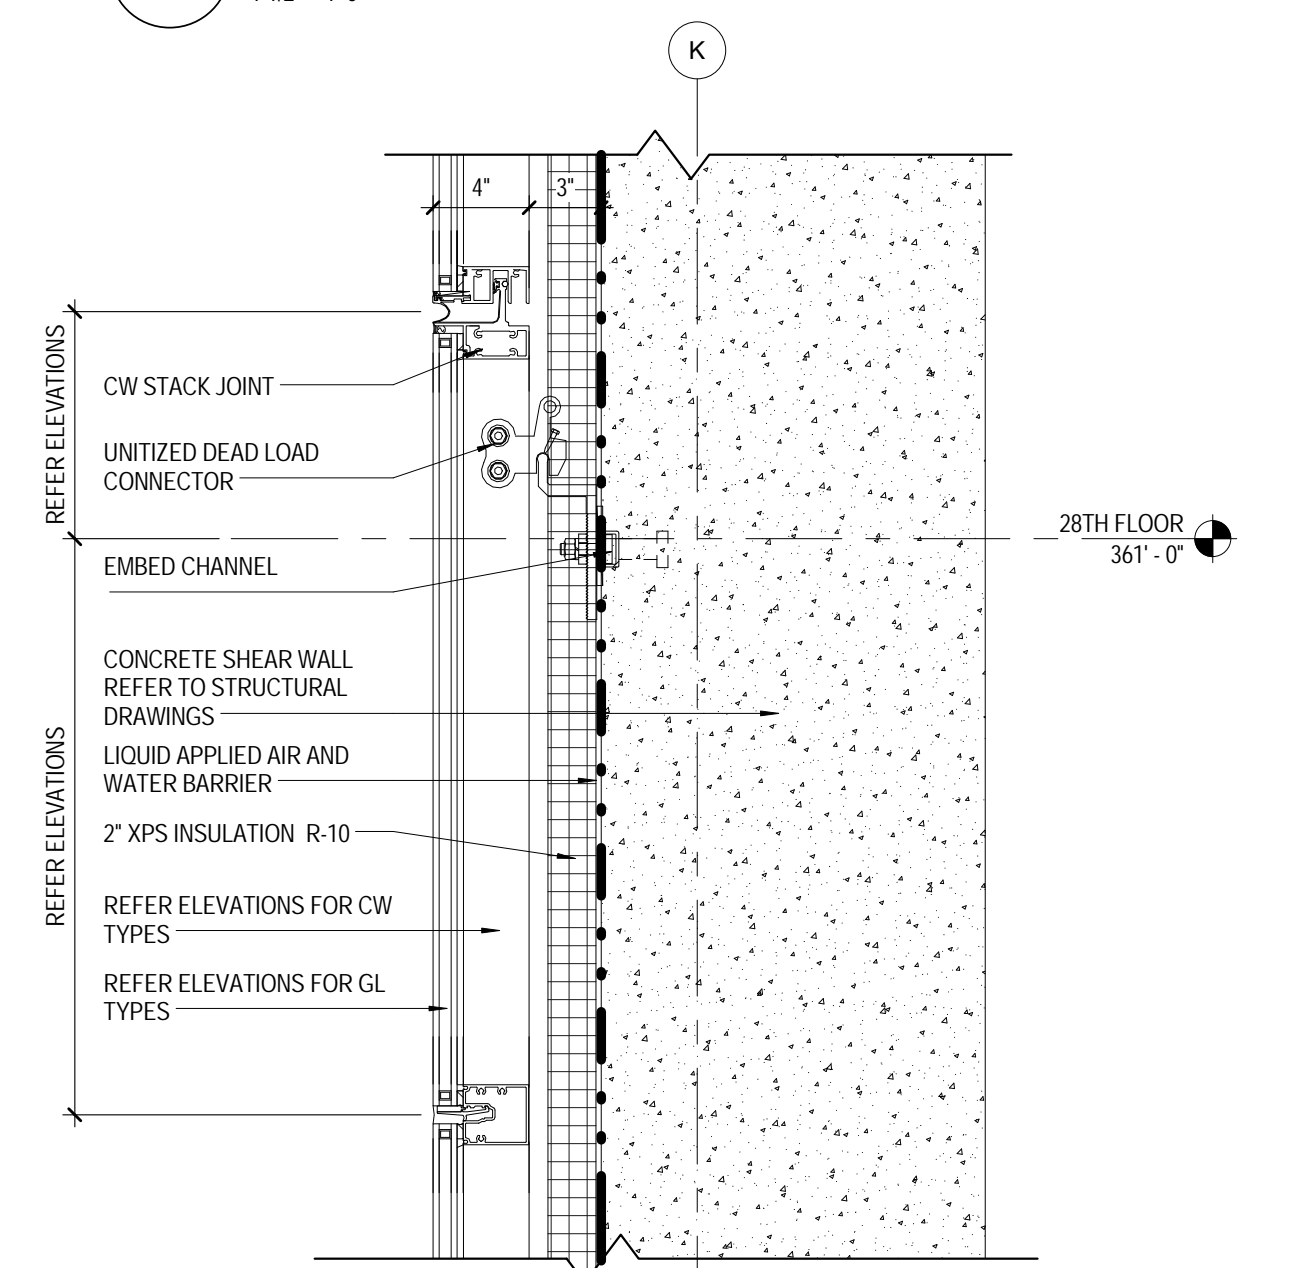 K
4"
3"
REFER ELEVATIONS
CW STACK JOINT
UNITIZED DEAD LOAD
CONNECTOR
28TH FLOOR
361' - 0"
EMBED CHANNEL
CONCRETE SHEAR WALL
REFER TO STRUCTURAL
DRAWINGS
REFER ELEVATIONS
LIQUID APPLIED AIR AND
WATER BARRIER
2" XPS INSULATION R-10
REFER ELEVATIONS FOR CW
TYPES
REFER ELEVATIONS FOR GL
TYPES